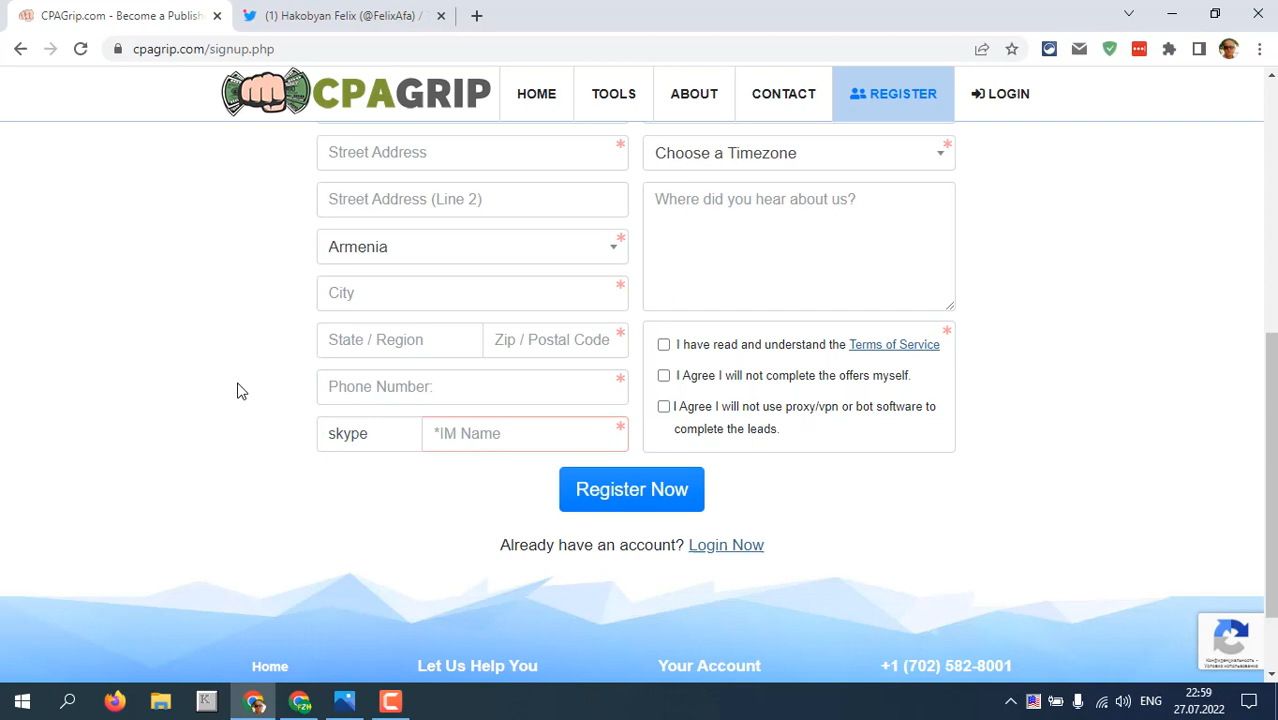 CPAGrip.com - Become a Publish
(1) Hakobyan Felix (@FelixAfa) / T
cpagrip.com/signup.php
CPAGRIP
HOME
TOOLS
ABOUT
CONTACT
REGISTER
LOGIN
Street Address *
Choose a Timezone *
Street Address (Line 2)
Where did you hear about us?
Armenia *
City *
State / Region
Zip / Postal Code *
I have read and understand the Terms of Service *
I Agree I will not complete the offers myself.
Phone Number: *
I Agree I will not use proxy/vpn or bot software to
complete the leads.
skype
*IM Name *
Register Now
Already have an account? Login Now
Home
Let Us Help You
Your Account
+1 (702) 582-8001
Конфиденциальность -
Условия использования
ENG
22:59
27.07.2022